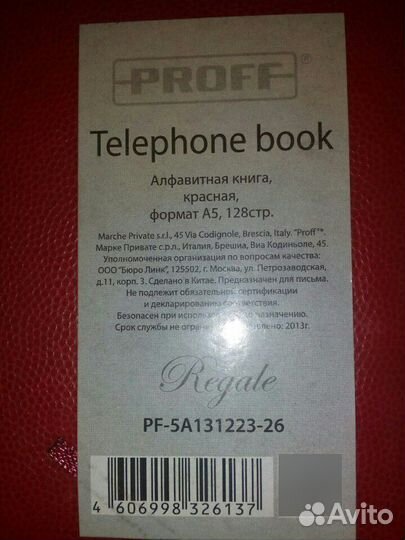 PROFF®
Telephone book
Алфавитная книга,
красная,
формат А5, 128стр.
Marche Private s.r.l., 45 Via Codignole, Brescia, Italy. "Proff"*.
Марке Привате с.р.л., Италия, Брешиа, Виа Кодиньоле, 45.
Уполномоченная организация по вопросам качества:
ООО "Бюро Линк", 125502, г. Москва, ул. Петрозаводская,
д.11, корп. 3. Сделано в Китае. Предназначен для письма.
Не подлежит обязательной сертификации
и декларированию соответствия.
Безопасен при использовании по назначению.
Срок службы не 2013г.
Regale
PF-5A131223-26
4 606998 326137
Avito